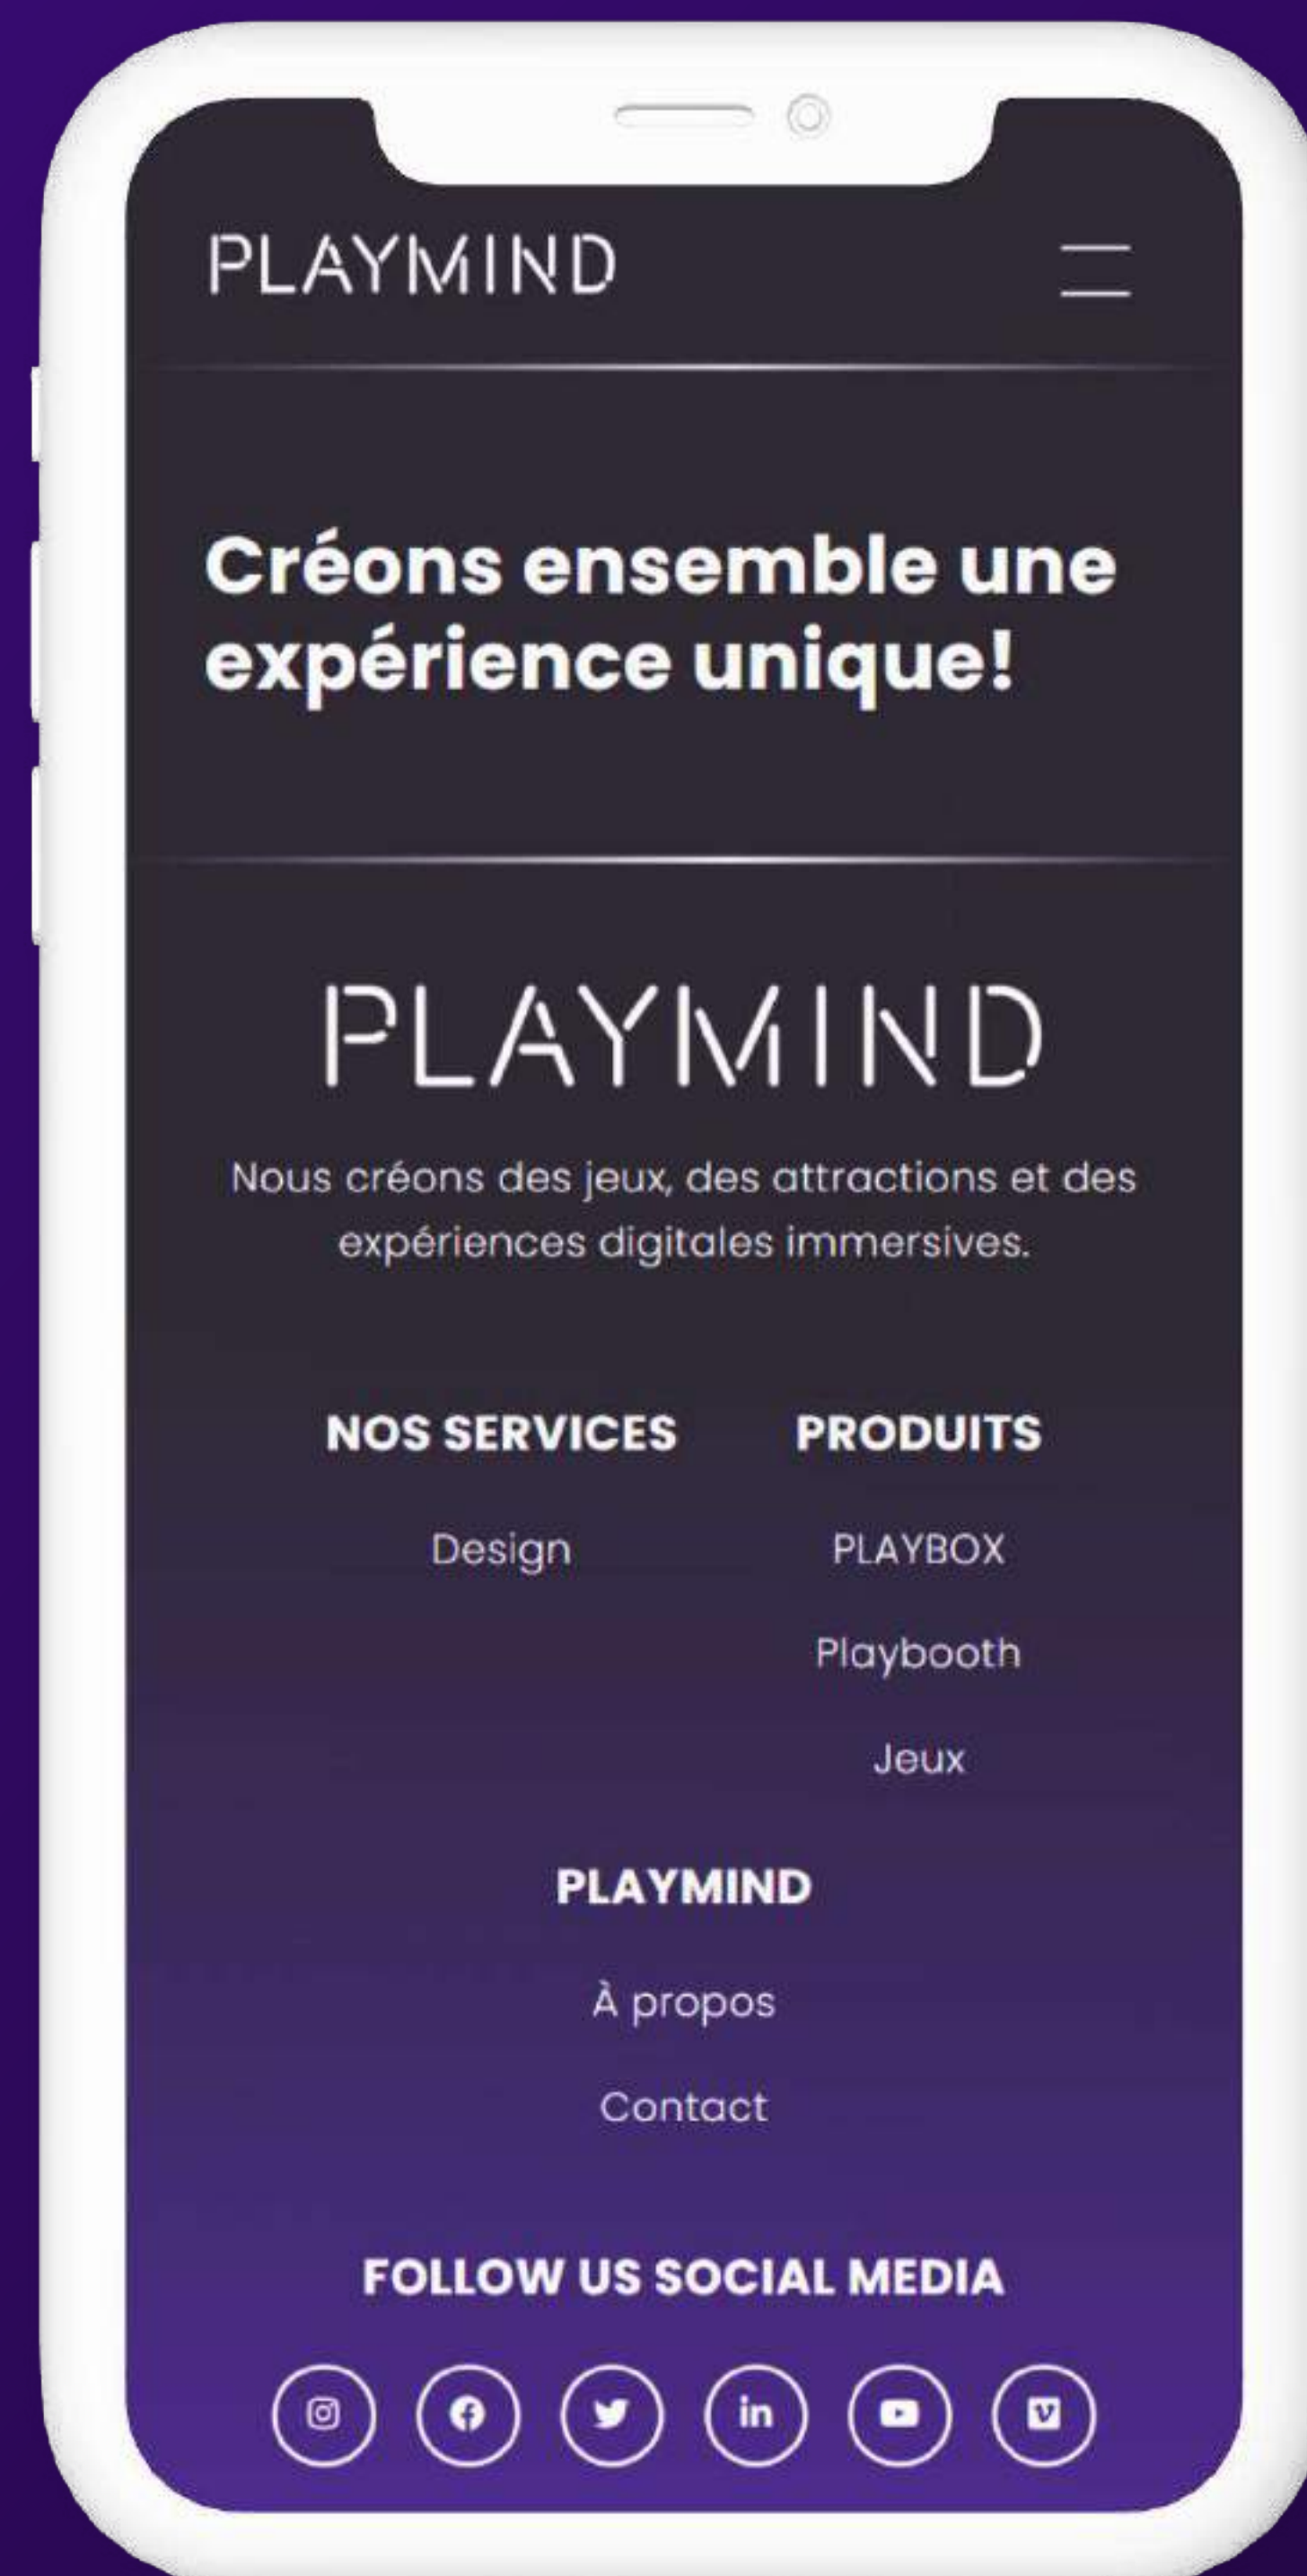 PLAYMIND
Créons ensemble une
expérience unique!
PLAYMIND
Nous créons des jeux, des attractions et des
expériences digitales immersives.
NOS SERVICES
Design
PRODUITS
PLAYBOX
Playbooth
Jeux
PLAYMIND
À propos
Contact
FOLLOW US SOCIAL MEDIA